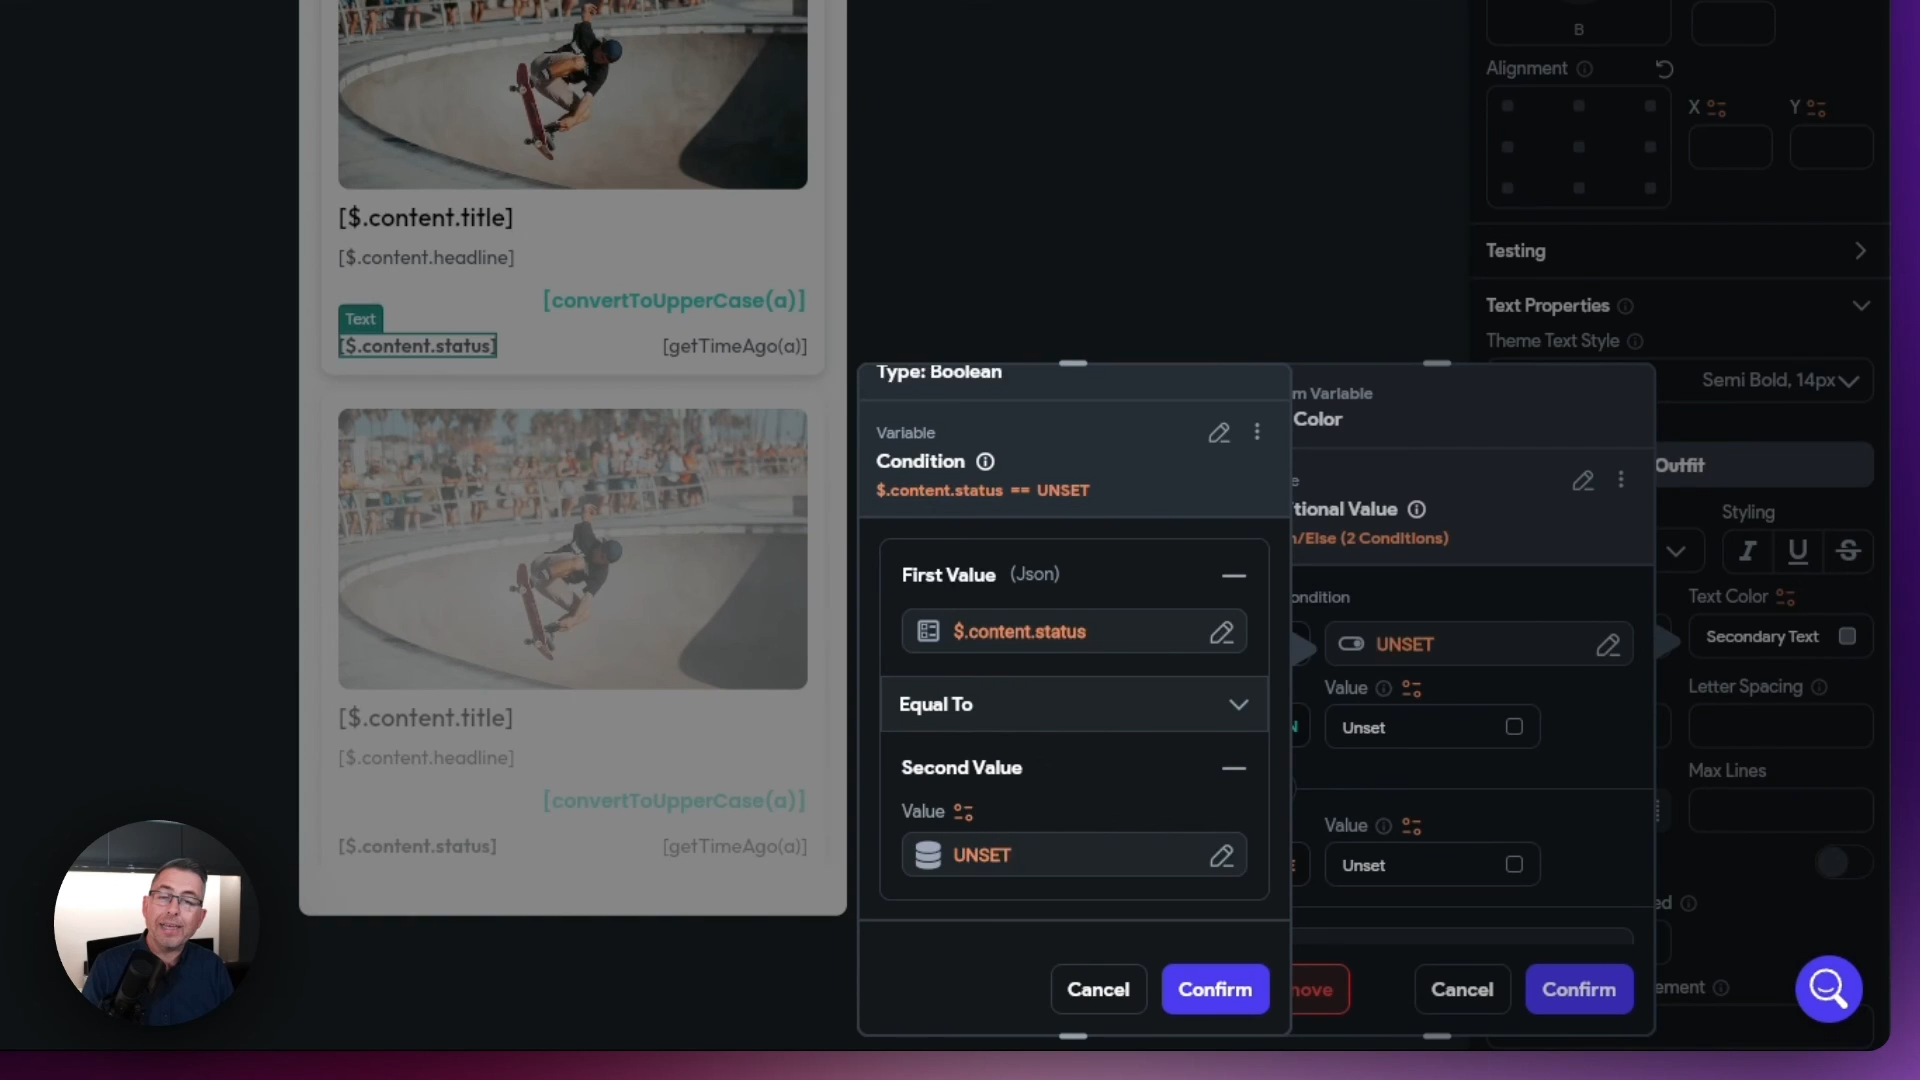 [$.content.title]
[$.content.headline]
[convertToUpperCase(a)]
Text
[$.content.status]
[getTimeAgo(a)]
[$.content.title]
[$.content.headline]
[convertToUpperCase(a)]
[$.content.status]
[getTimeAgo(a)]
Type: Boolean
Variable
Condition
$.content.status == UNSET
First Value (Json)
$.content.status
Equal To
Second Value
Value
UNSET
Cancel
Confirm
m Variable
Color
e
tional Value
n/Else (2 Conditions)
ondition
UNSET
Value
N
Unset
Value
E
Unset
nove
Cancel
Confirm
B
Alignment
X
Y
Testing
Text Properties
Theme Text Style
Semi Bold, 14px
Outfit
Styling
I U S
Text Color
Secondary Text
Letter Spacing
Max Lines
ed
ement